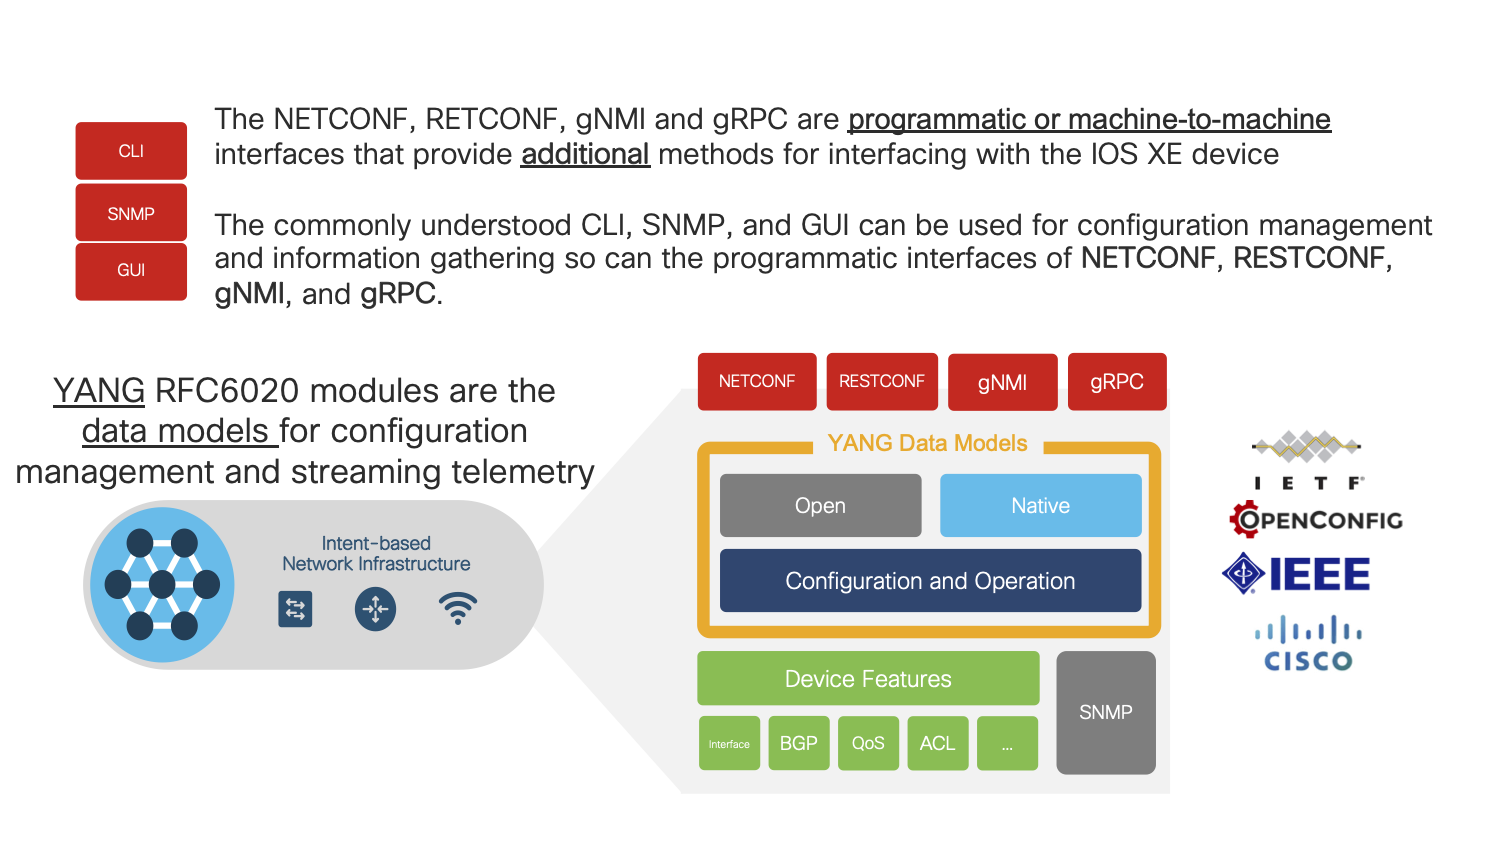 The NETCONF, RETCONF, gNMI and gRPC are programmatic or machine-to-machine
interfaces that provide additional methods for interfacing with the IOS XE device
CLI
SNMP
GUI
The commonly understood CLI, SNMP, and GUI can be used for configuration management
and information gathering so can the programmatic interfaces of NETCONF, RESTCONF,
gNMI, and gRPC.
YANG RFC6020 modules are the
data models for configuration
management and streaming telemetry
Intent-based
Network Infrastructure
NETCONF
RESTCONF
gNMI
gRPC
YANG Data Models
Open
Native
Configuration and Operation
Device Features
Interface
BGP
QoS
ACL
...
SNMP
IETF®
OPENCONFIG
IEEE
CISCO